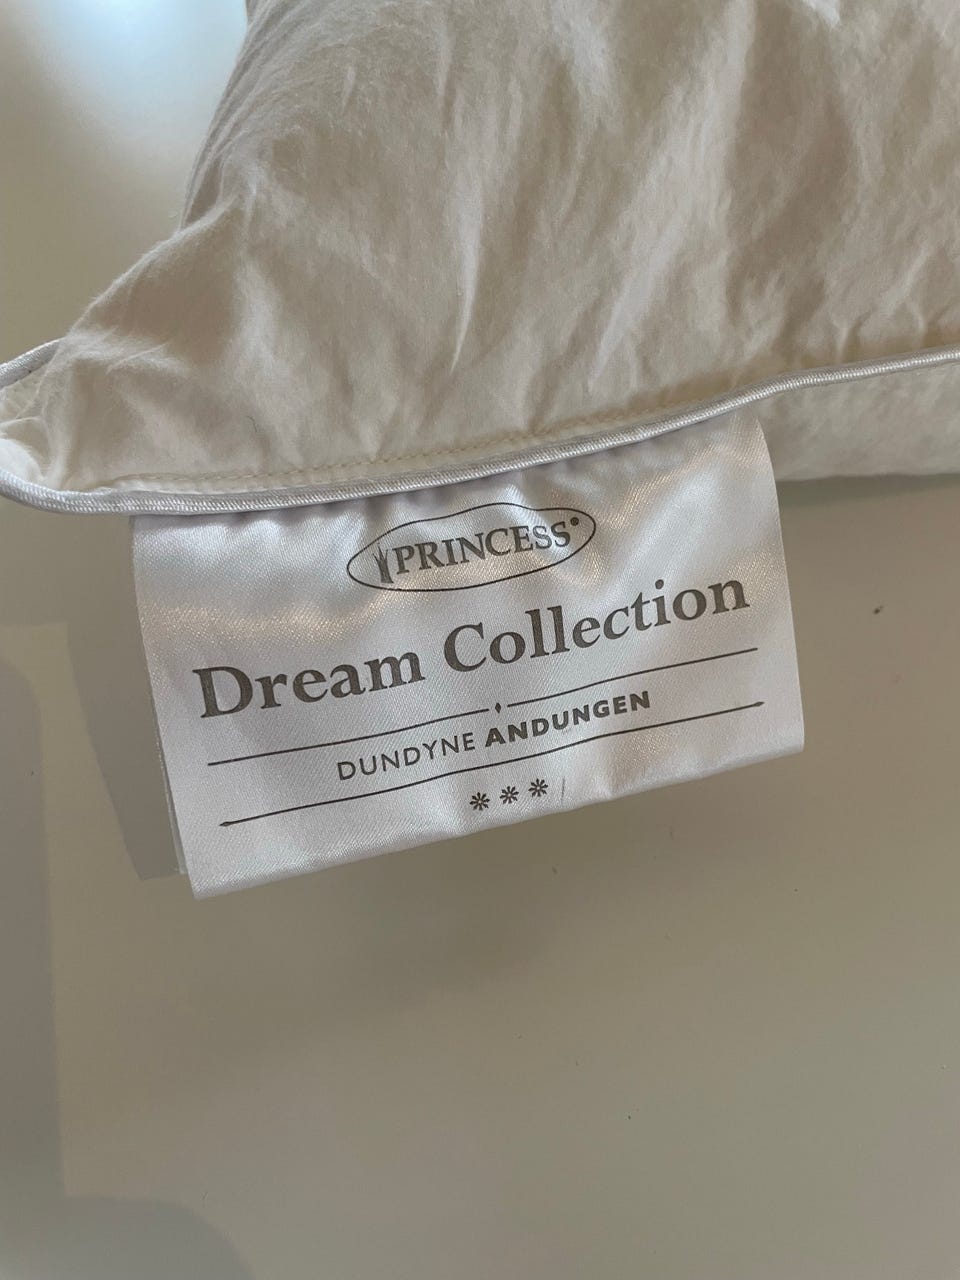 PRINCESS
Dream Collection
DUNDYNE ANDUNGEN
***